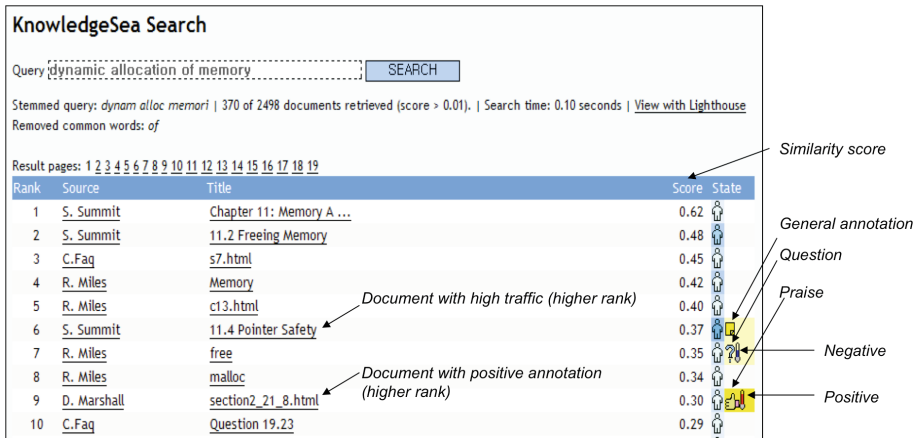 KnowledgeSea Search
Query dynamic allocation of memory SEARCH
Stemmed query: dynam alloc memori | 370 of 2498 documents retrieved (score > 0.01). | Search time: 0.10 seconds | View with Lighthouse
Removed common words: of
Result pages: 1 2 3 4 5 6 7 8 9 10 11 12 13 14 15 16 17 18 19
Similarity score
Rank Source Title Score State
1 S. Summit Chapter 11: Memory A ... 0.62
General annotation
2 S. Summit 11.2 Freeing Memory 0.48
Question
3 C.Faq s7.html 0.45
4 R. Miles Memory 0.42
Praise
Document with high traffic (higher rank)
5 R. Miles c13.html 0.40
6 S. Summit 11.4 Pointer Safety 0.37
7 R. Miles free 0.35
Negative
8 R. Miles malloc 0.34
Document with positive annotation
(higher rank)
9 D. Marshall section2_21_8.html 0.30
Positive
10 C.Faq Question 19.23 0.29